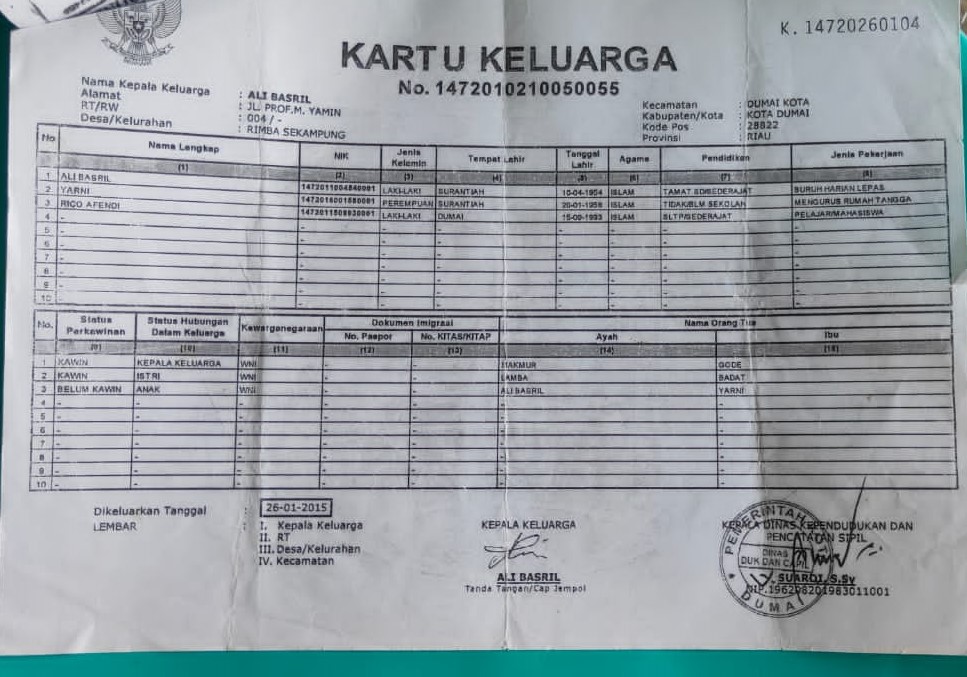 K. 14720260104
KARTU KELUARGA
No. 1472010210050055
Nama Kepala Keluarga : ALI BASRIL
Alamat : JL. PROF.M. YAMIN
RT/RW : 004 / -
Desa/Kelurahan : RIMBA SEKAMPUNG
Kecamatan : DUMAI KOTA
Kabupaten/Kota : KOTA DUMAI
Kode Pos : 28822
Provinsi : RIAU
No Nama Lengkap NIK Jenis Kelamin Tempat Lahir Tanggal Lahir Agama Pendidikan Jenis Pekerjaan
(1) (2) (3) (4) (5) (6) (7) (8)
1 ALI BASRIL LAKI-LAKI SURANTIAH 10-04-1954 ISLAM TAMAT SD/SEDERAJAT BURUH HARIAN LEPAS
2 YARNI PEREMPUAN SURANTIAH 20-01-1958 ISLAM TIDAK/BLM SEKOLAH MENGURUS RUMAH TANGGA
3 RICO AFENDI LAKI-LAKI DUMAI 15-09-1993 ISLAM SLTP/SEDERAJAT PELAJAR/MAHASISWA
4 - - - - - - - -
5 - - - - - - - -
6 - - - - - - - -
7 - - - - - - - -
8 - - - - - - - -
9 - - - - - - - -
10 - - - - - - - -
No. Status Perkawinan Status Hubungan Dalam Keluarga Kewarganegaraan Dokumen Imigrasi Nama Orang Tua
No. Paspor No. KITAS/KITAP Ayah Ibu
(9) (10) (11) (12) (13) (14) (15)
1 KAWIN KEPALA KELUARGA WNI - - MAKMUR GODE
2 KAWIN ISTRI WNI - - LAMBA BADAT
3 BELUM KAWIN ANAK WNI - - ALI BASRIL YARNI
4 - - - - - - -
5 - - - - - - -
6 - - - - - - -
7 - - - - - - -
8 - - - - - - -
9 - - - - - - -
10 - - - - - - -
Dikeluarkan Tanggal : 26-01-2015
LEMBAR : I. Kepala Keluarga
II. RT
III. Desa/Kelurahan
IV. Kecamatan
KEPALA KELUARGA
ALI BASRIL
Tanda Tangan/Cap Jempol
KEPALA DINAS KEPENDUDUKAN DAN
PENCATATAN SIPIL
PEMERINTAH
DINAS
DUK DAN CAPIL
DUMAI
SUARDI, S.Sy